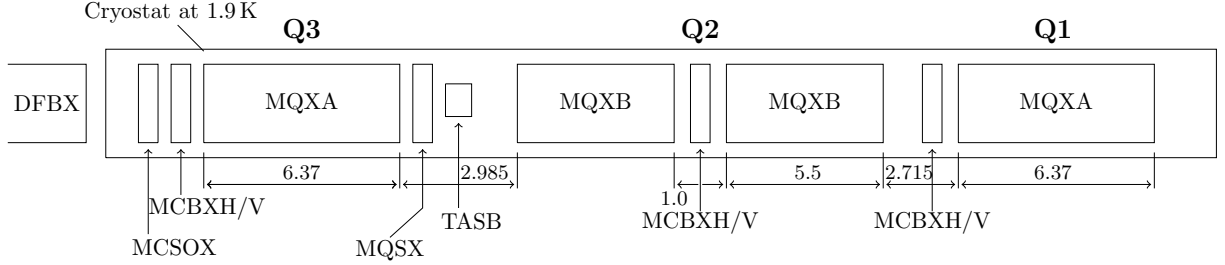 Cryostat at 1.9 K
Q3 Q2 Q1
DFBX MQXA MQXB MQXB MQXA
6.37 2.985 5.5 2.715 6.37
1.0
MCBXH/V TASB MCBXH/V MCBXH/V
MCSOX MQSX